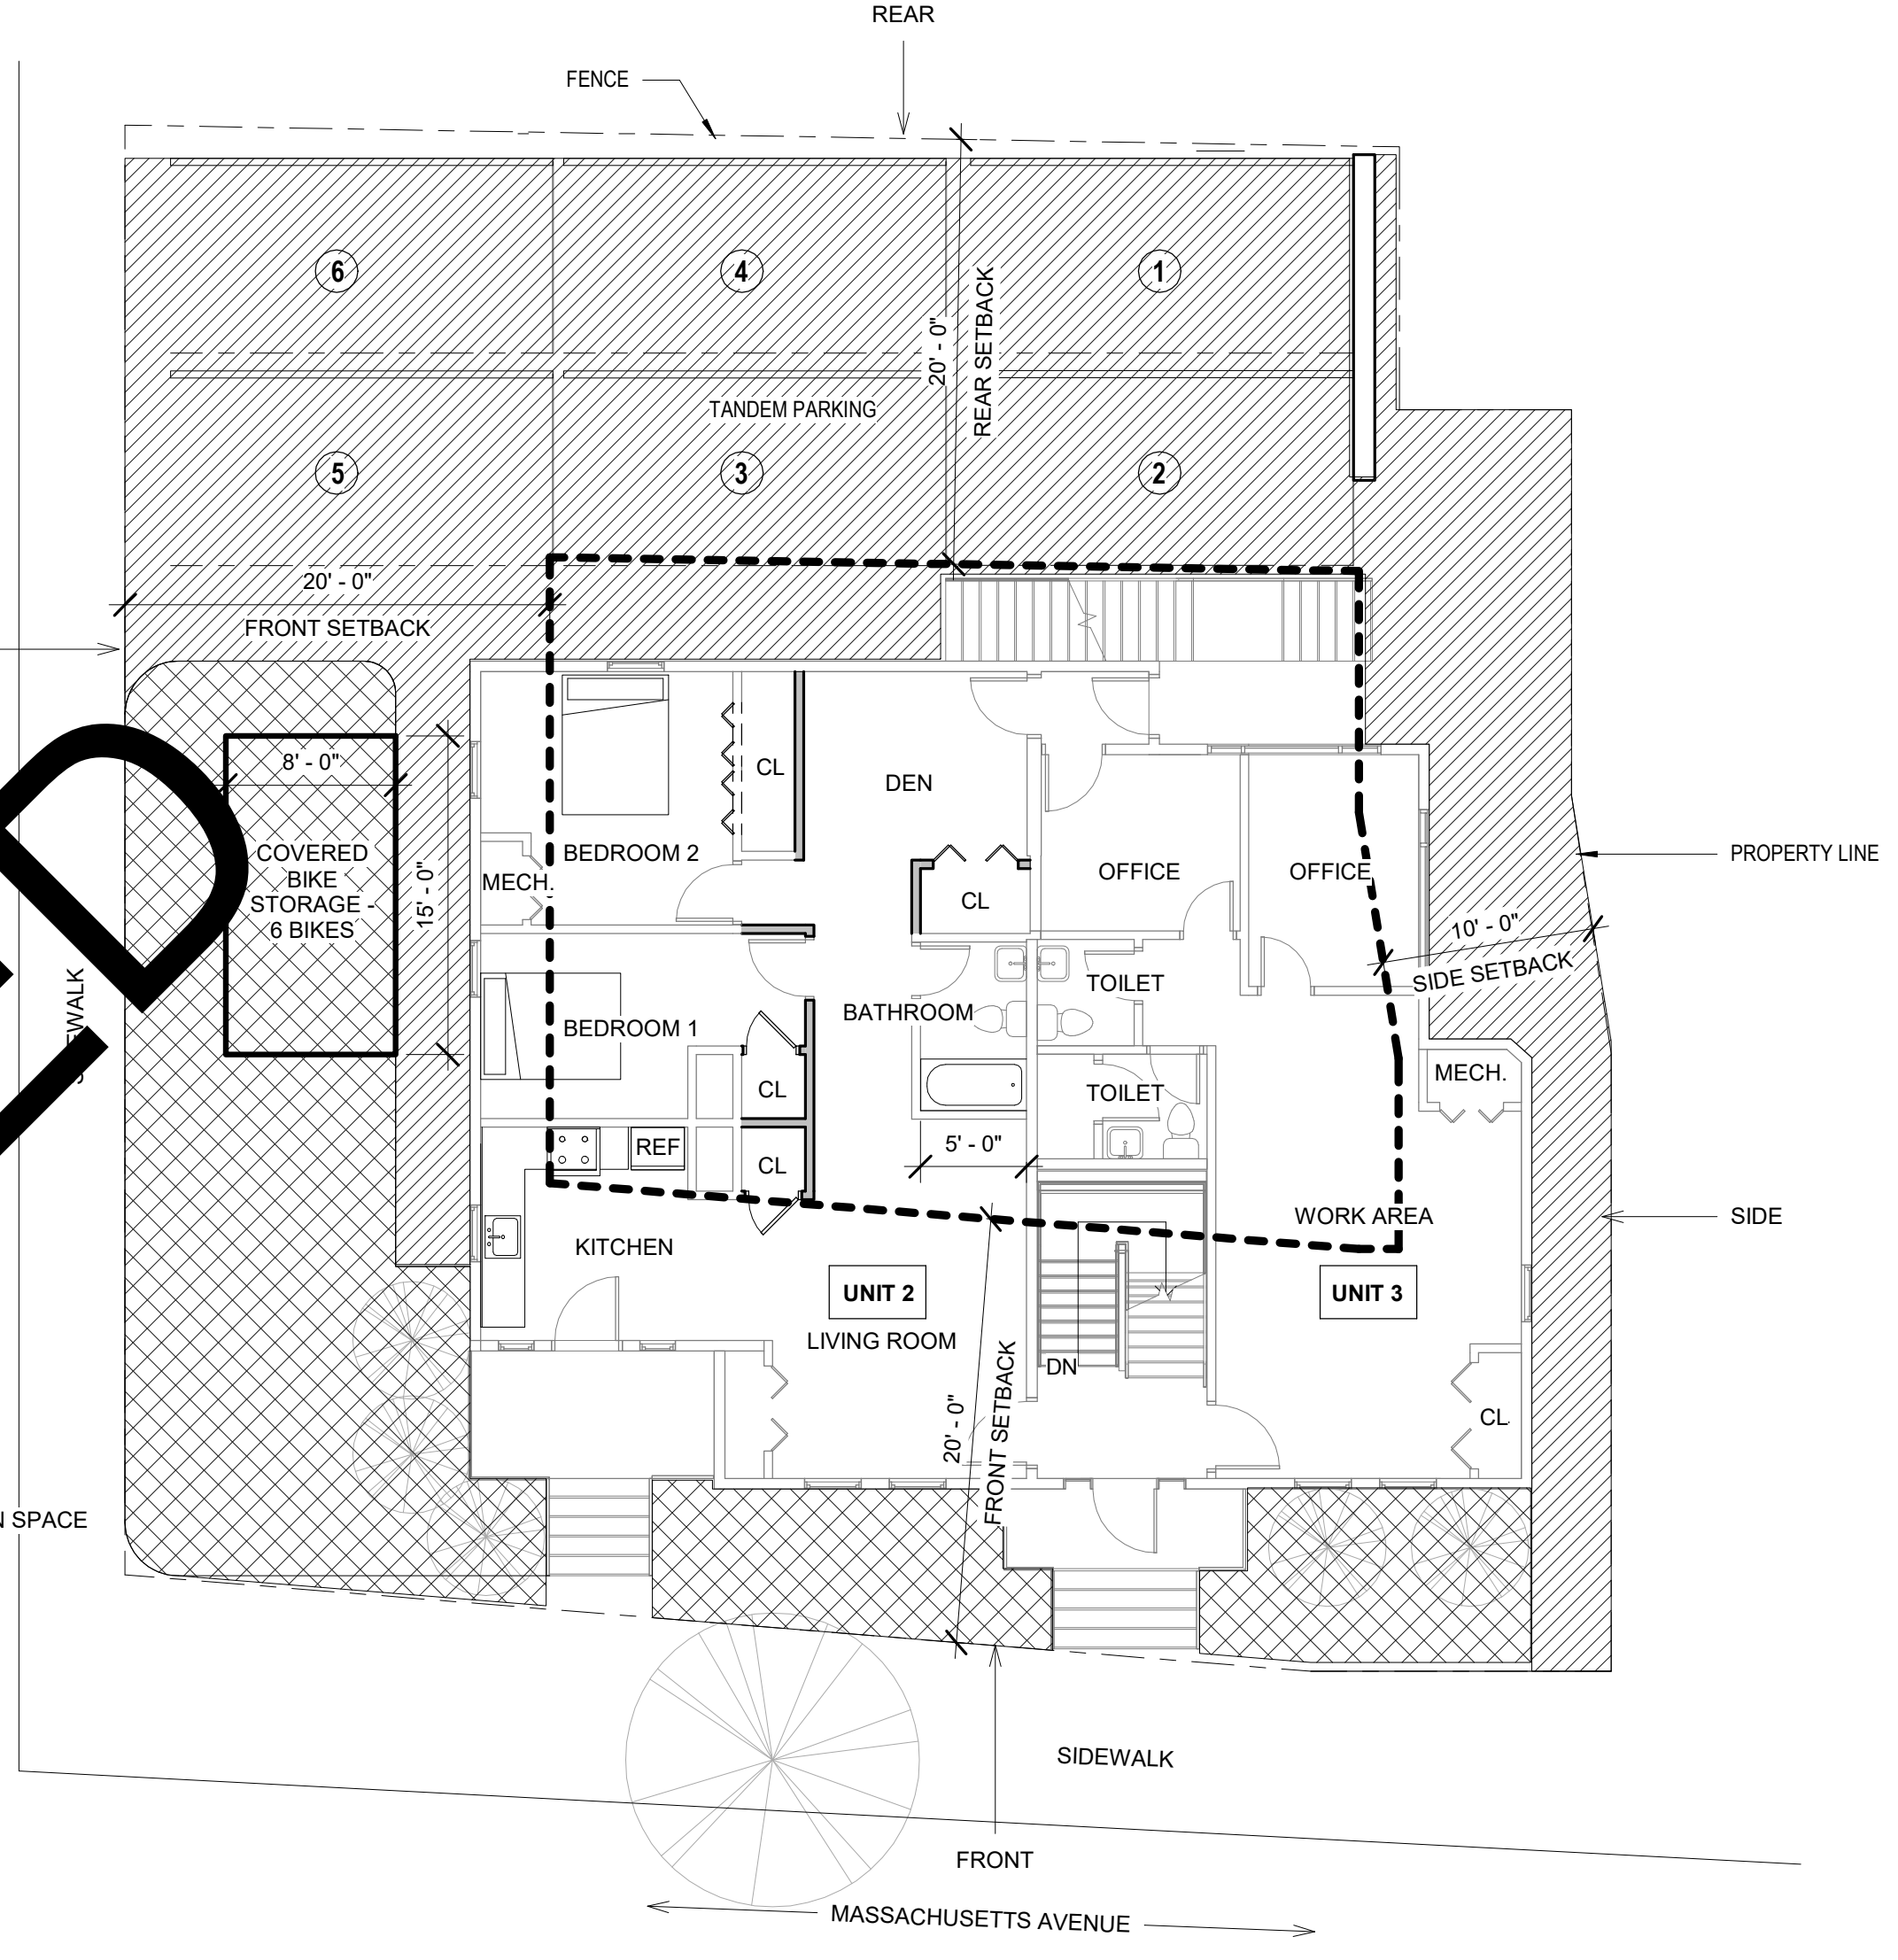 REAR
FENCE
6
4
1
20' - 0"
REAR SETBACK
TANDEM PARKING
5
3
2
20' - 0"
FRONT SETBACK
8' - 0"
COVERED
BIKE
STORAGE -
6 BIKES
15' - 0"
CL
DEN
BEDROOM 2
MECH.
CL
OFFICE
OFFICE
PROPERTY LINE
10' - 0"
SIDE SETBACK
TOILET
BATHROOM
BEDROOM 1
CL
TOILET
MECH.
REF
CL
5' - 0"
KITCHEN
WORK AREA
SIDE
UNIT 2
LIVING ROOM
UNIT 3
DN
20' - 0"
FRONT SETBACK
CL
SPACE
SIDEWALK
FRONT
MASSACHUSETTS AVENUE